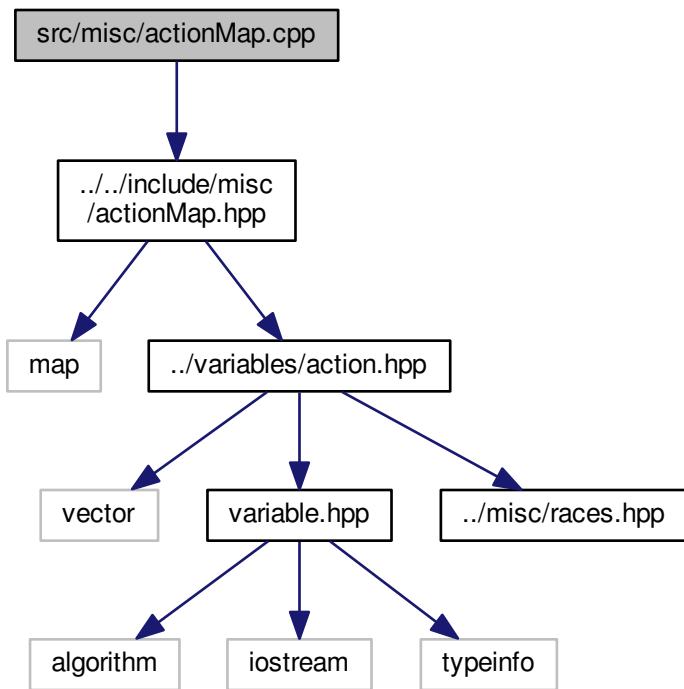 src/misc/actionMap.cpp
../../include/misc
/actionMap.hpp
map
../variables/action.hpp
vector
variable.hpp
../misc/races.hpp
algorithm
iostream
typeinfo